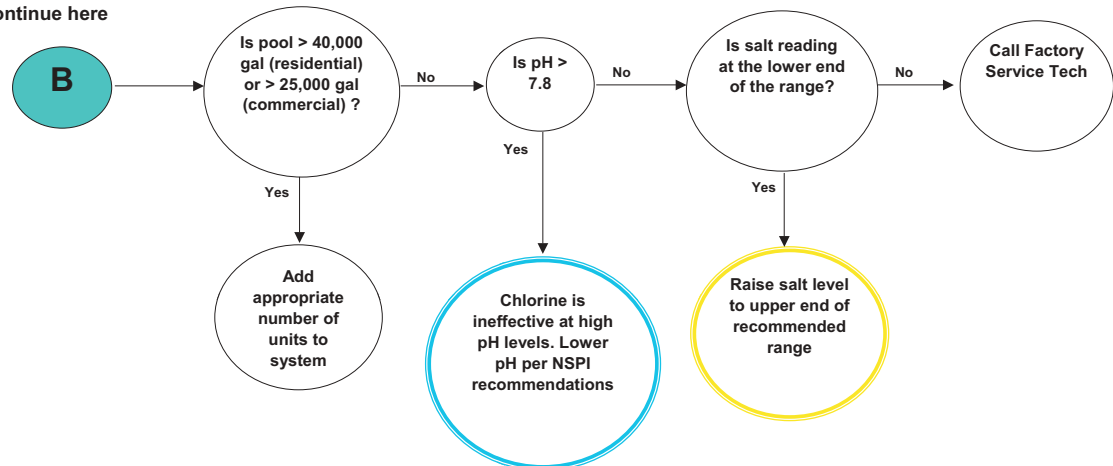 ontinue here
B
Is pool > 40,000
gal (residential)
or > 25,000 gal
(commercial) ?
No
Is pH >
7.8
No
Is salt reading
at the lower end
of the range?
No
Call Factory
Service Tech
Yes
Yes
Yes
Add
appropriate
number of
units to
system
Chlorine is
ineffective at high
pH levels. Lower
pH per NSPI
recommendations
Raise salt level
to upper end of
recommended
range